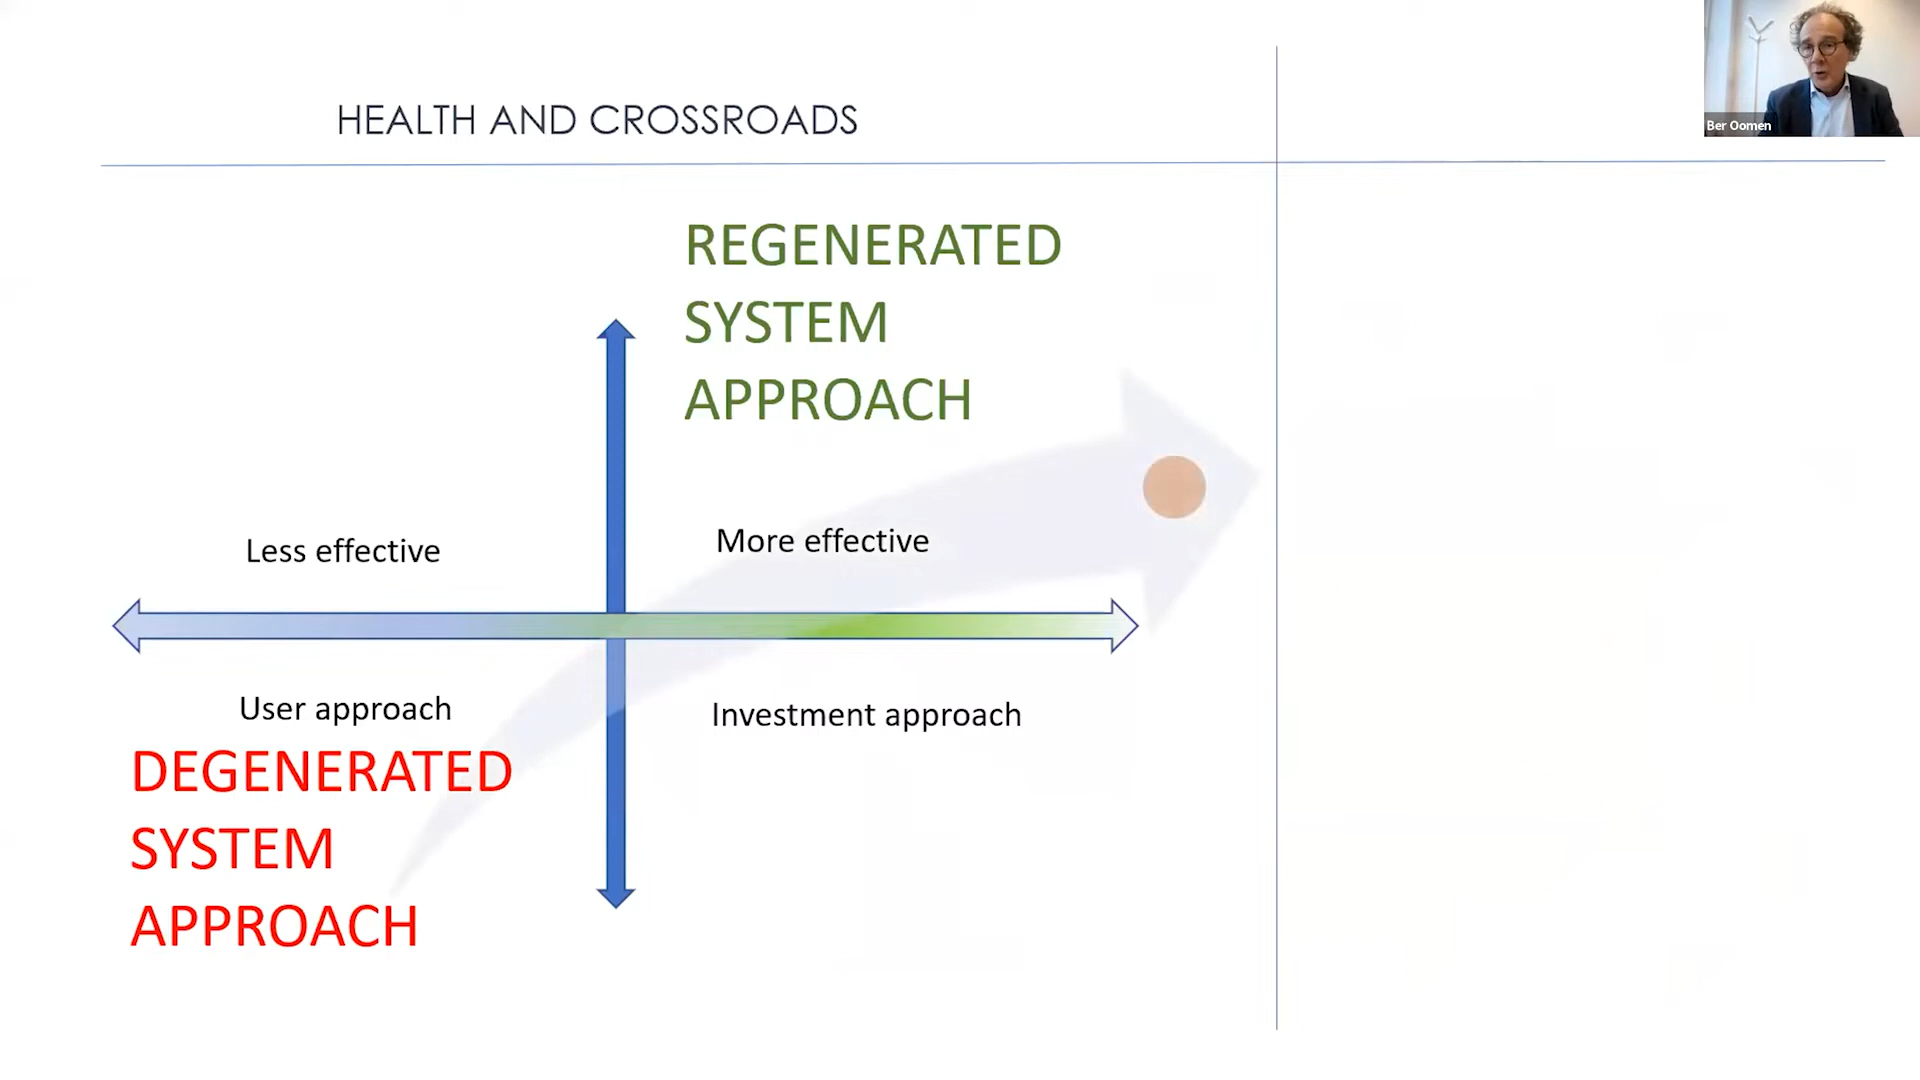 HEALTH AND CROSSROADS
Ber Oomen
REGENERATED
SYSTEM
APPROACH
Less effective
More effective
User approach
Investment approach
DEGENERATED
SYSTEM
APPROACH